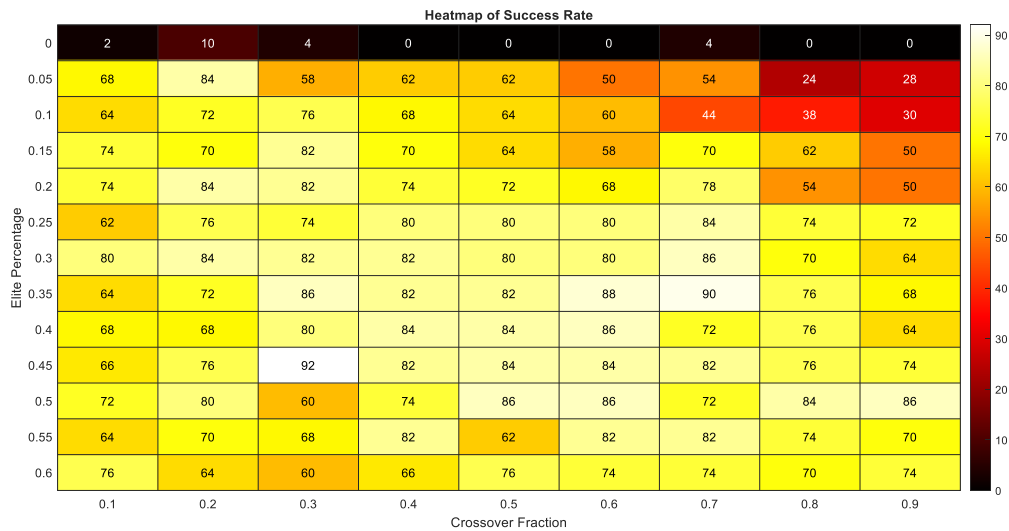 Heatmap of Success Rate
Elite Percentage
0 2 10 4 0 0 0 4 0 0
0.05 68 84 58 62 62 50 54 24 28
0.1 64 72 76 68 64 60 44 38 30
0.15 74 70 82 70 64 58 70 62 50
0.2 74 84 82 74 72 68 78 54 50
0.25 62 76 74 80 80 80 84 74 72
0.3 80 84 82 82 80 80 86 70 64
0.35 64 72 86 82 82 88 90 76 68
0.4 68 68 80 84 84 86 72 76 64
0.45 66 76 92 82 84 84 82 76 74
0.5 72 80 60 74 86 86 72 84 86
0.55 64 70 68 82 62 82 82 74 70
0.6 76 64 60 66 76 74 74 70 74
0.1 0.2 0.3 0.4 0.5 0.6 0.7 0.8 0.9
Crossover Fraction
90
80
70
60
50
40
30
20
10
0